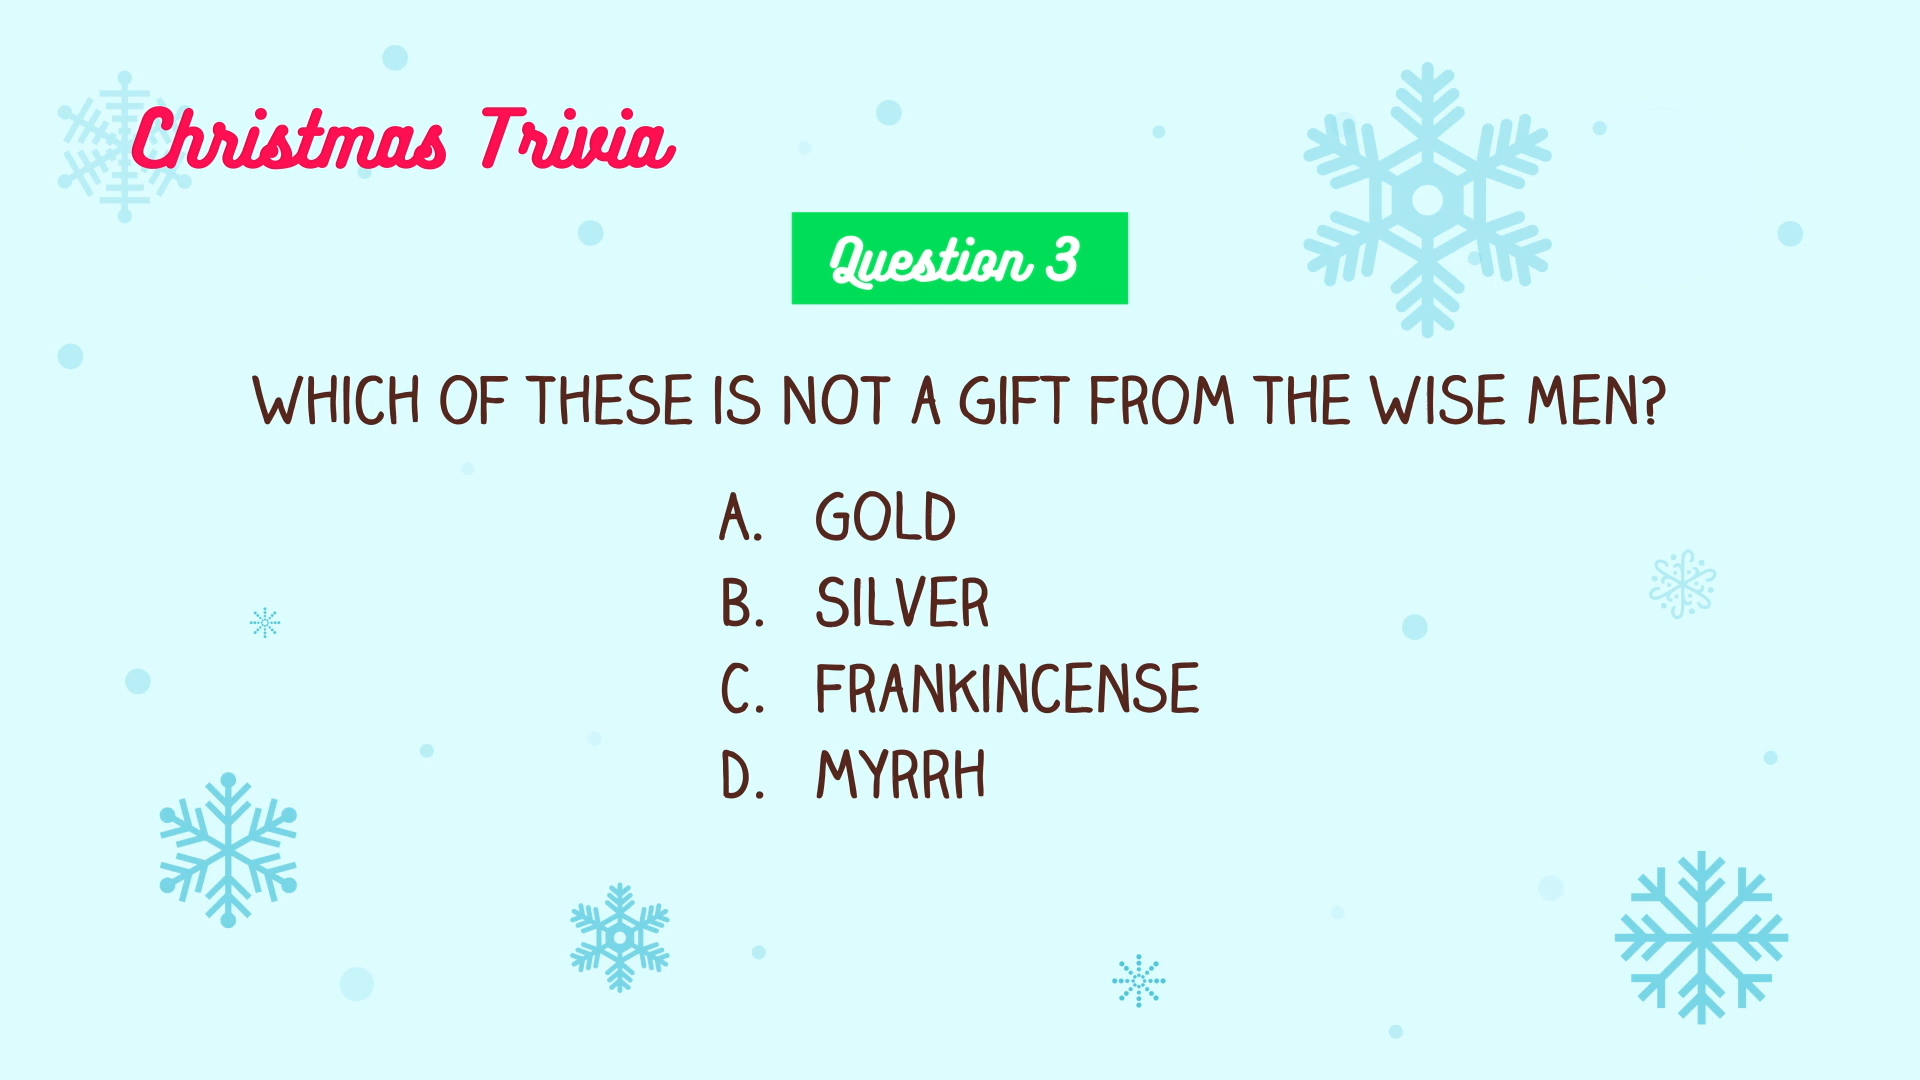 Christmas Trivia
Question 3
WHICH OF THESE IS NOT A GIFT FROM THE WISE MEN?
A. GOLD
B. SILVER
C. FRANKINCENSE
D. MYRRH